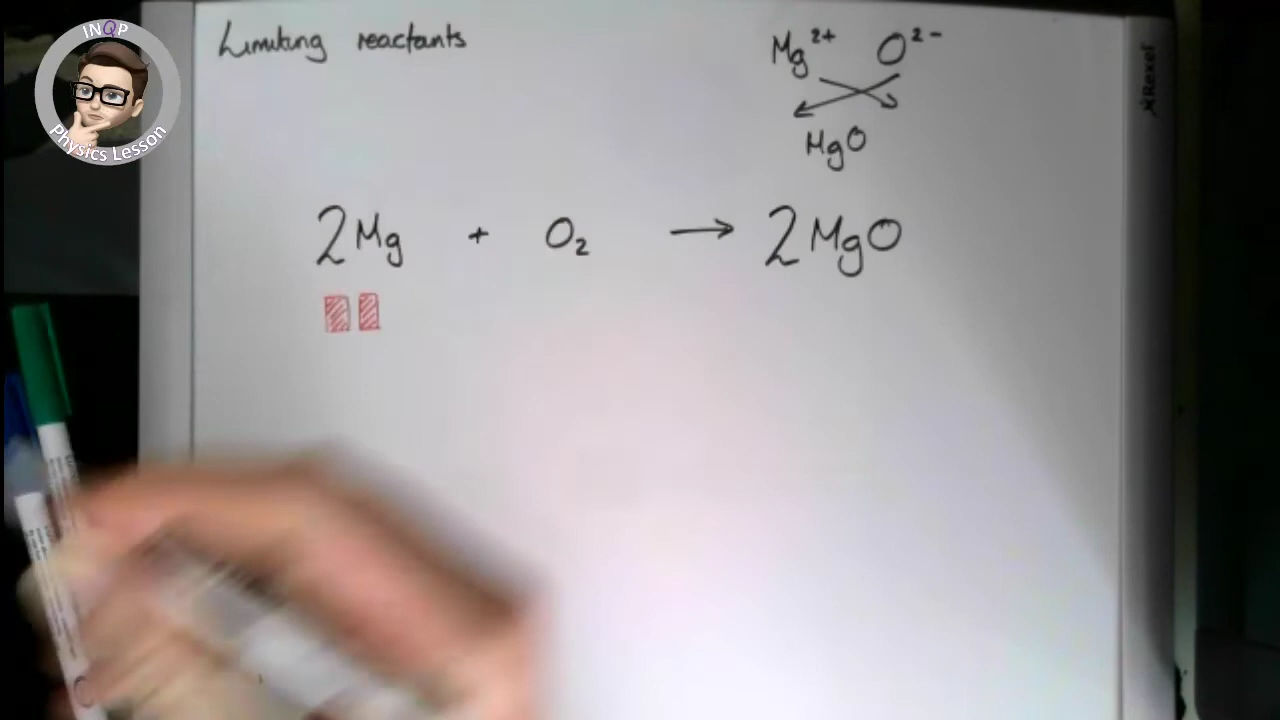 INQP
Physics Lesson
Limiting reactants
Mg²⁺ O²⁻
MgO
2Mg + O₂ → 2MgO
Rexel